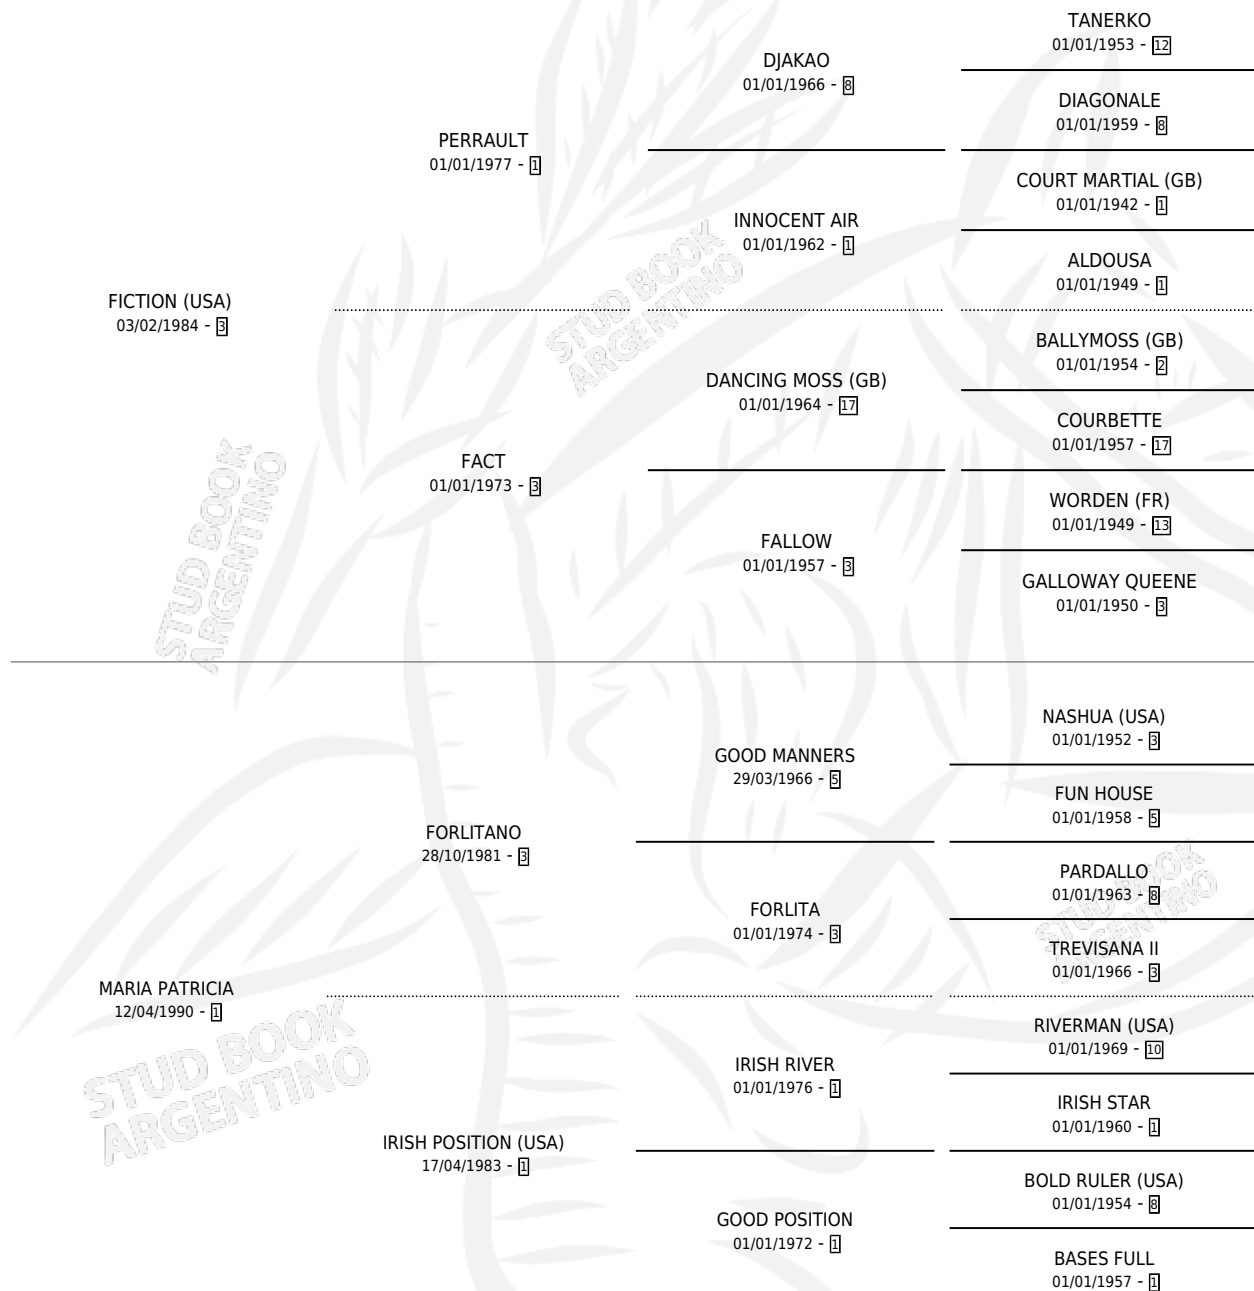 TANERKO
01/01/1953 - 12
DJAKAO
01/01/1966 - 8
DIAGONALE
01/01/1959 - 8
PERRAULT
01/01/1977 - 1
COURT MARTIAL (GB)
01/01/1942 - 1
INNOCENT AIR
01/01/1962 - 1
ALDOUSA
01/01/1949 - 1
FICTION (USA)
03/02/1984 - 3
BALLYMOSS (GB)
01/01/1954 - 2
DANCING MOSS (GB)
01/01/1964 - 17
COURBETTE
01/01/1957 - 17
FACT
01/01/1973 - 3
WORDEN (FR)
01/01/1949 - 13
FALLOW
01/01/1957 - 3
GALLOWAY QUEENE
01/01/1950 - 3
NASHUA (USA)
01/01/1952 - 3
GOOD MANNERS
29/03/1966 - 5
FUN HOUSE
01/01/1958 - 5
FORLITANO
28/10/1981 - 3
PARDALLO
01/01/1963 - 8
FORLITA
01/01/1974 - 3
TREVISANA II
01/01/1966 - 3
MARIA PATRICIA
12/04/1990 - 1
RIVERMAN (USA)
01/01/1969 - 10
IRISH RIVER
01/01/1976 - 1
IRISH STAR
01/01/1960 - 1
IRISH POSITION (USA)
17/04/1983 - 1
BOLD RULER (USA)
01/01/1954 - 8
GOOD POSITION
01/01/1972 - 1
BASES FULL
01/01/1957 - 1
STUD BOOK
ARGENTINO
STUD BOOK
ARGENTINO
STUD BOOK
ARGENTINO
STUD BOOK
ARGENTINO